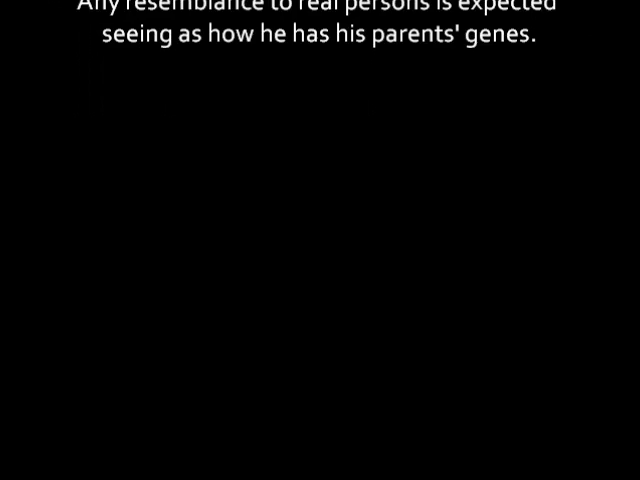 Any resemblance to real persons is expected
seeing as how he has his parents' genes.